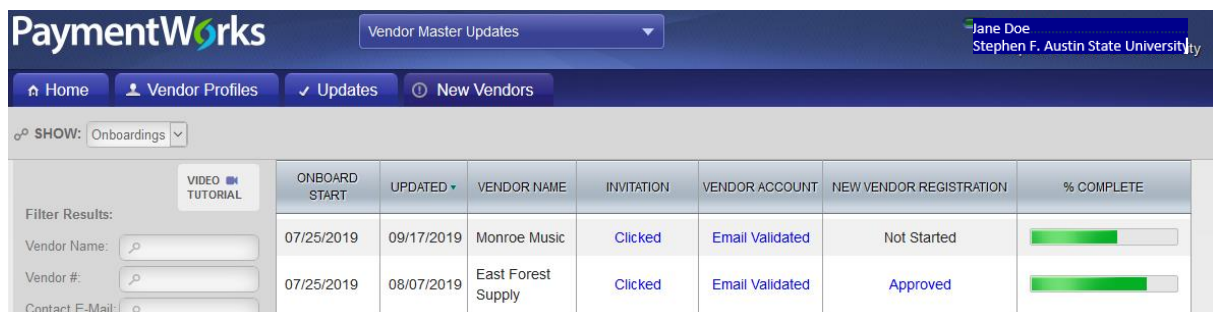 PaymentWorks
Vendor Master Updates
Jane Doe
Stephen F. Austin State University
Home
Vendor Profiles
Updates
New Vendors
SHOW: Onboardings
VIDEO TUTORIAL
Filter Results:
Vendor Name:
Vendor #:
Contact E-Mail:
ONBOARD START UPDATED VENDOR NAME INVITATION VENDOR ACCOUNT NEW VENDOR REGISTRATION % COMPLETE
07/25/2019 09/17/2019 Monroe Music Clicked Email Validated Not Started
07/25/2019 08/07/2019 East Forest Supply Clicked Email Validated Approved